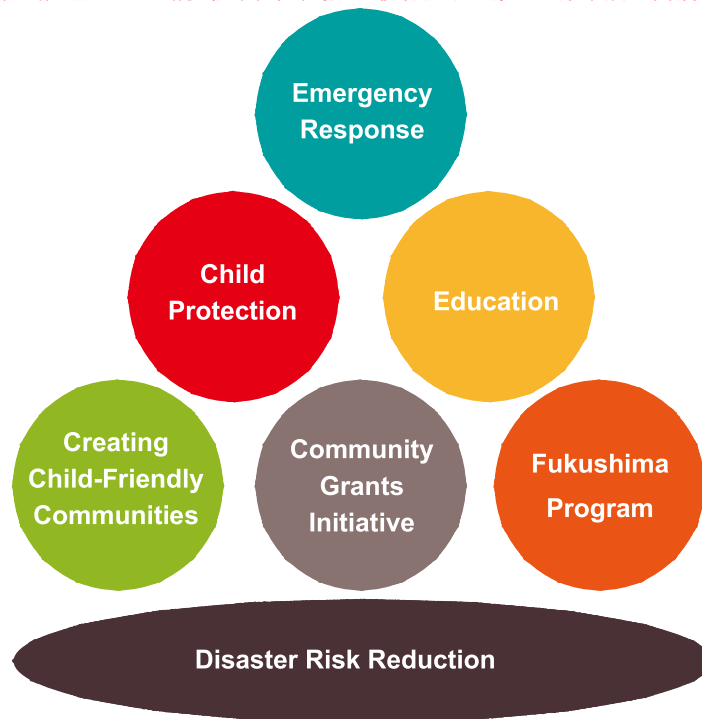 Emergency
Response
Child
Protection
Education
Creating
Child-Friendly
Communities
Community
Grants
Initiative
Fukushima
Program
Disaster Risk Reduction